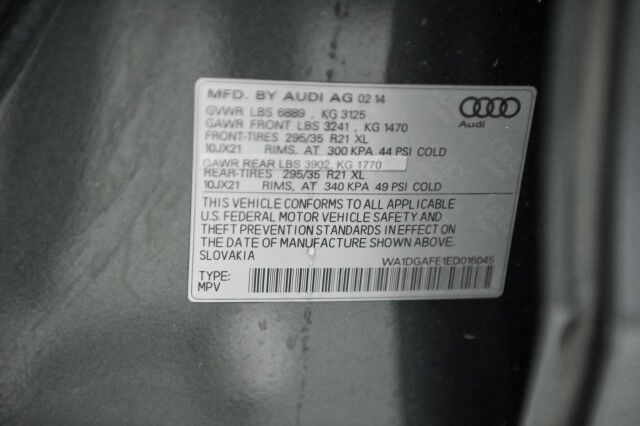 MFD. BY AUDI AG 02 14
GVWR LBS 6889 , KG 3125
GAWR FRONT LBS 3241 , KG 1470
FRONT-TIRES 295/35 R21 XL
10JX21 RIMS, AT 300 KPA 44 PSI COLD
GAWR REAR LBS 3902, KG 1770
REAR-TIRES 295/35 R21 XL
10JX21 RIMS, AT 340 KPA 49 PSI COLD
Audi
THIS VEHICLE CONFORMS TO ALL APPLICABLE
U.S. FEDERAL MOTOR VEHICLE SAFETY AND
THEFT PREVENTION STANDARDS IN EFFECT ON
THE DATE OF MANUFACTURE SHOWN ABOVE.
SLOVAKIA WA1DGAFE1ED016045
TYPE:
MPV